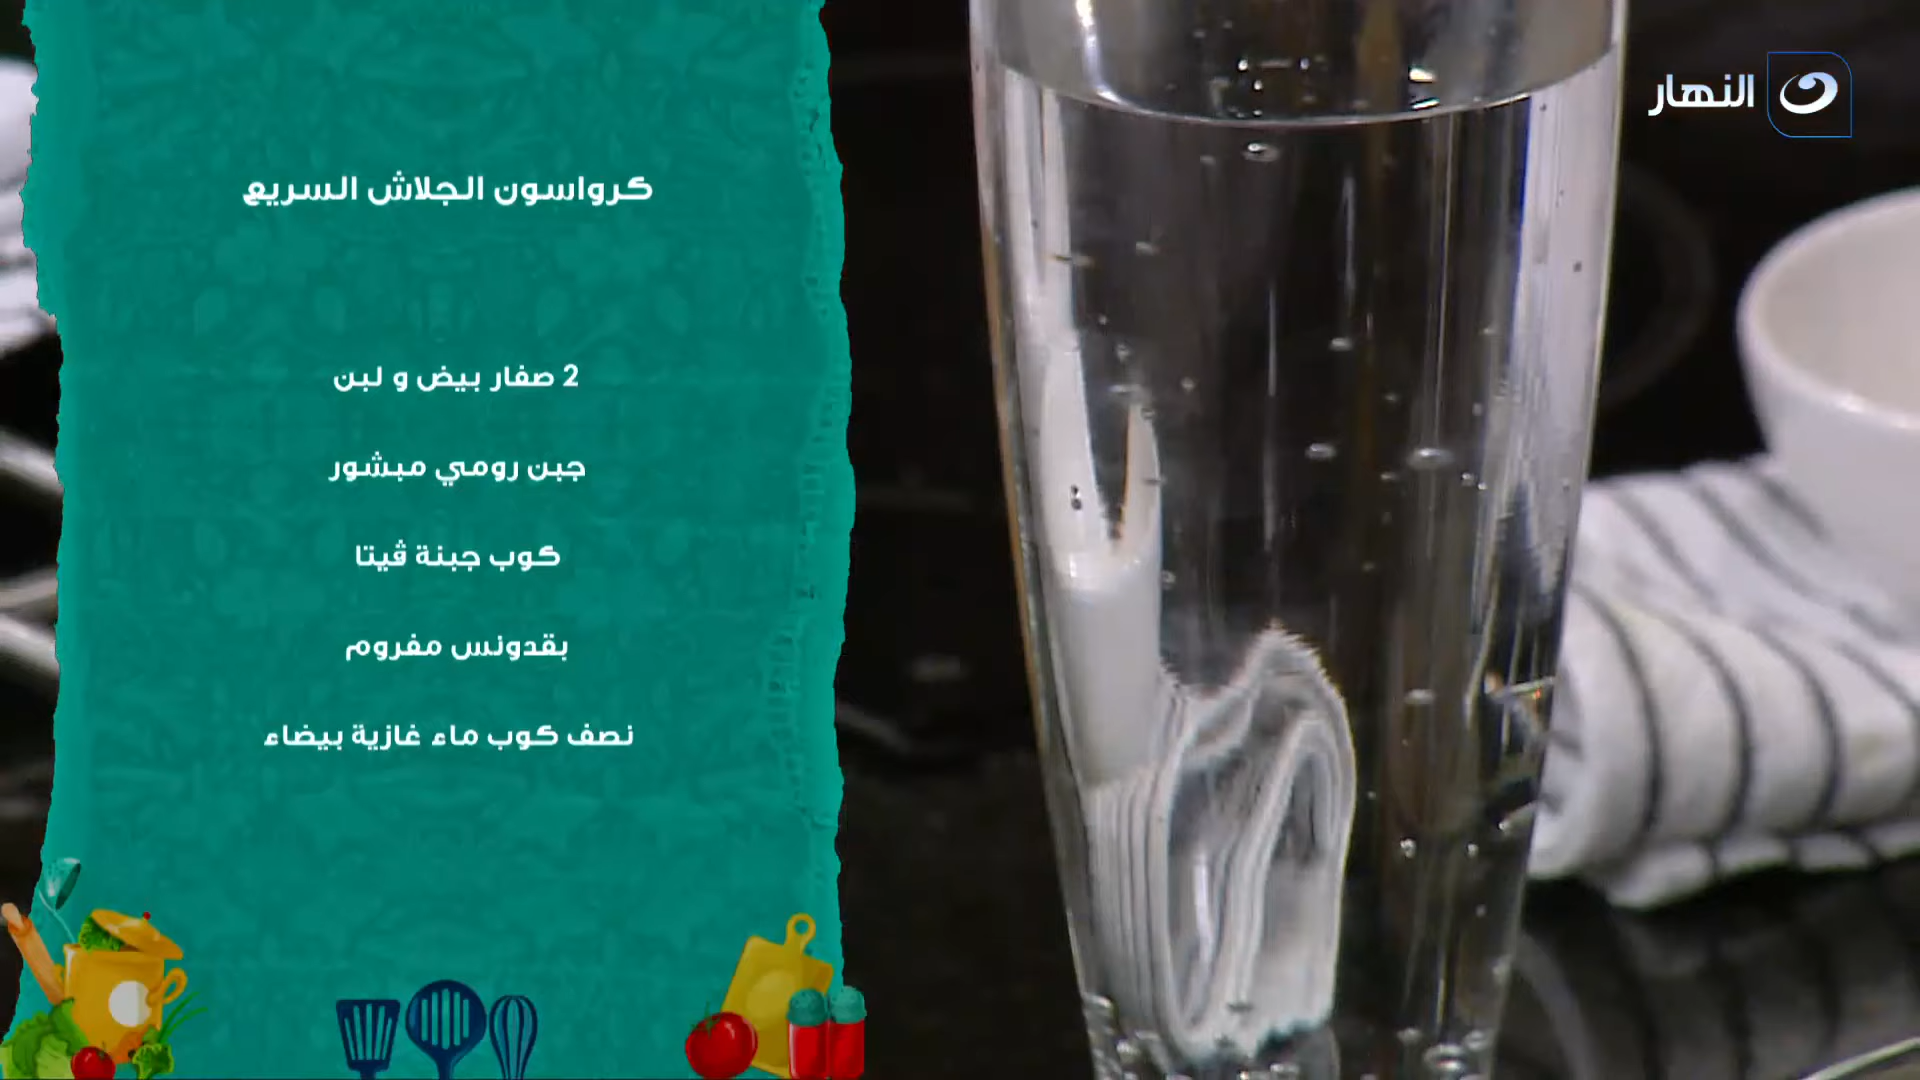 النهار
كرواسون الجلاش السريع
2 صفار بيض و لبن
جبن رومي مبشور
كوب جبنة ڤيتا
بقدونس مفروم
نصف كوب ماء غازية بيضاء